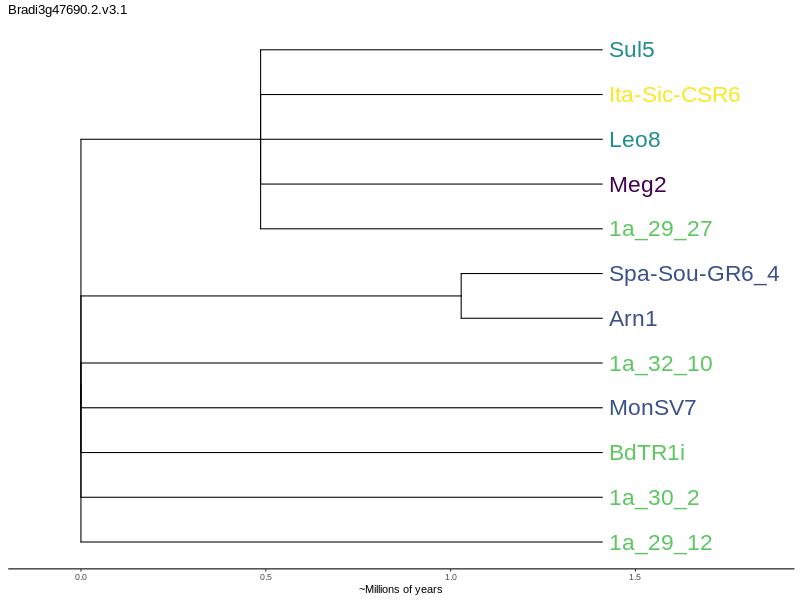 Bradi3g47690.2.v3.1
Sul5
Ita-Sic-CSR6
Leo8
Meg2
1a_29_27
Spa-Sou-GR6_4
Arn1
1a_32_10
MonSV7
BdTR1i
1a_30_2
1a_29_12
0.0 0.5 1.0 1.5
~Millions of years